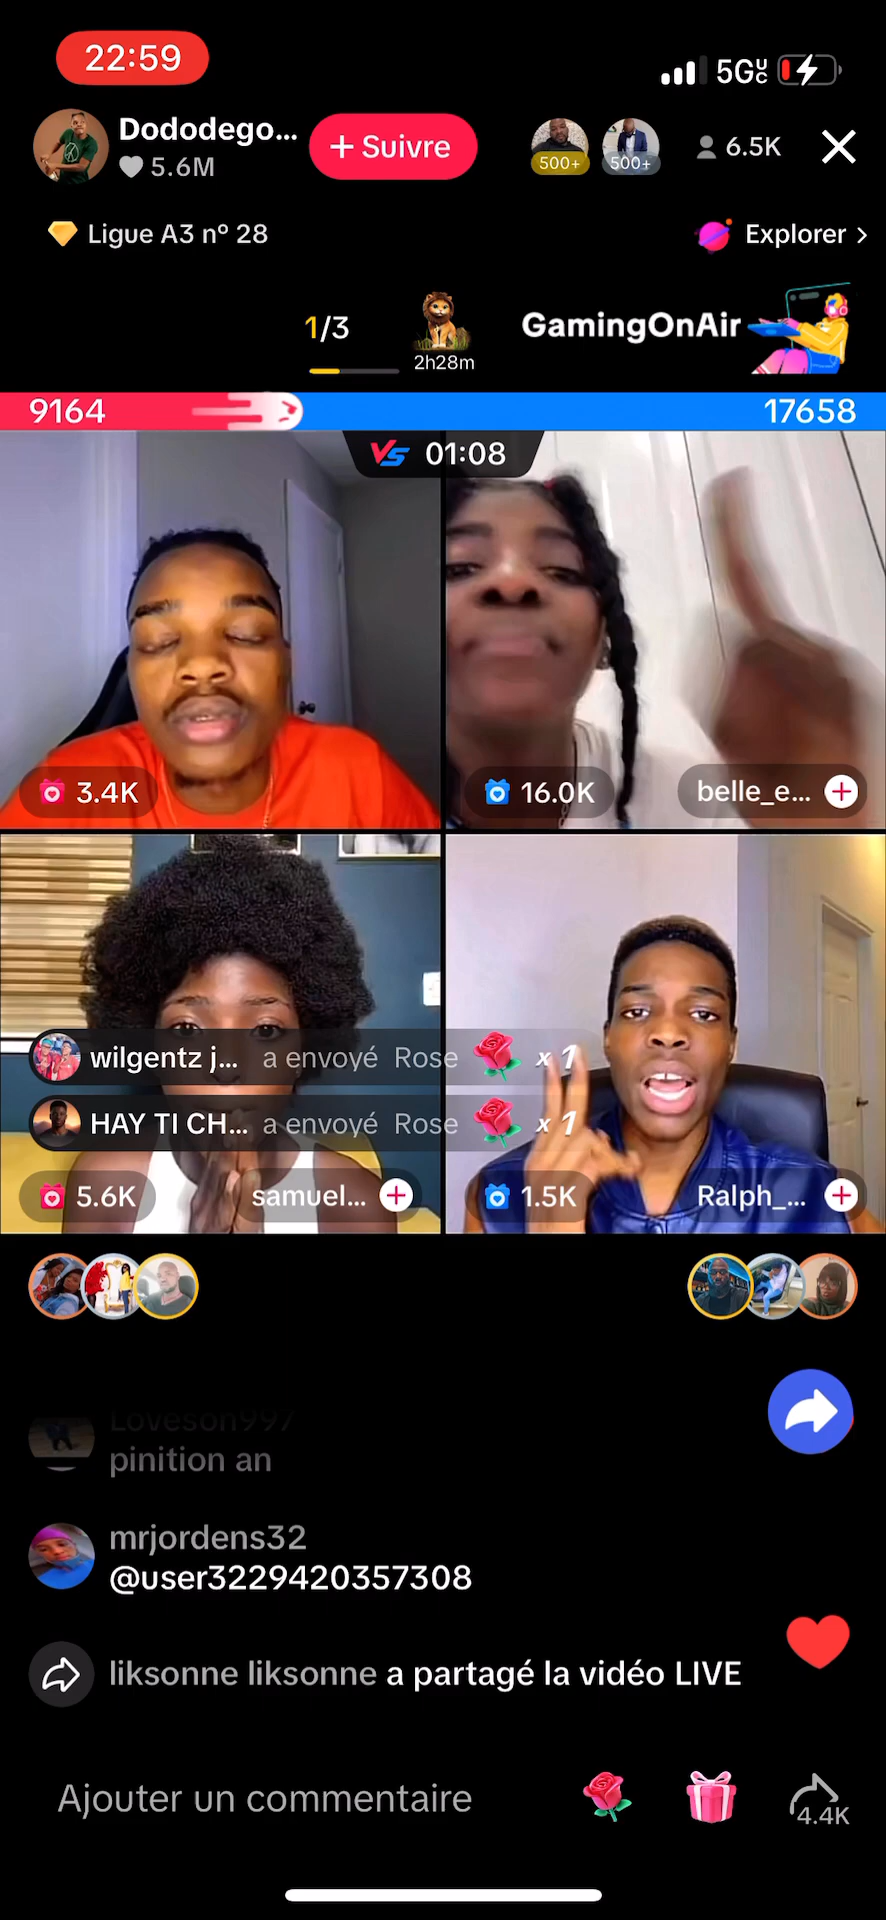 22:59
5GUC
Dododego...
+ Suivre
5.6M
500+
500+
6.5K
Ligue A3 nº 28
Explorer >
1/3
2h28m
GamingOnAir
9164
17658
VS 01:08
3.4K
16.0K
belle_e...
wilgentz j... a envoyé Rose x 1
HAY TI CH... a envoyé Rose x 1
5.6K
samuel...
1.5K
Ralph_...
Loveson997
pinition an
mrjordens32
@user3229420357308
liksonne liksonne a partagé la vidéo LIVE
Ajouter un commentaire
4.4K